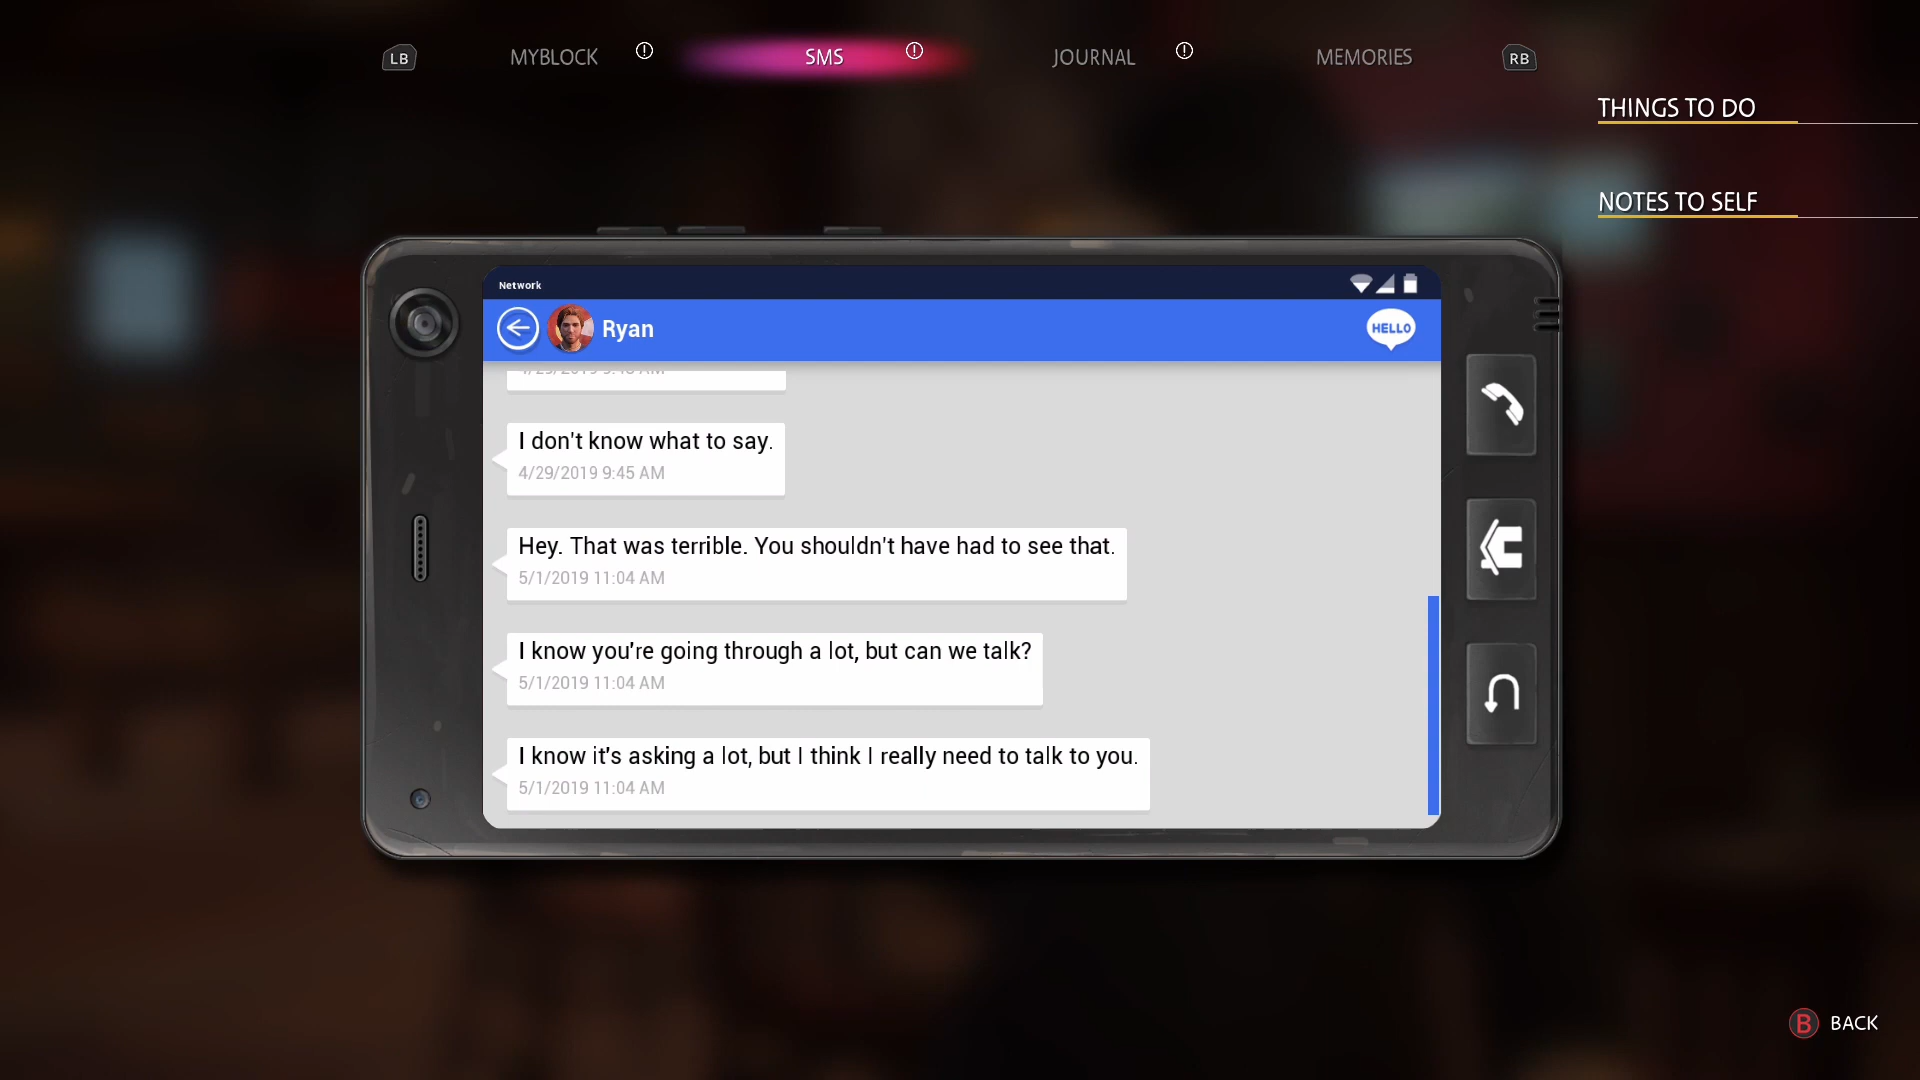 LB
MYBLOCK
SMS
JOURNAL
MEMORIES
RB
THINGS TO DO
NOTES TO SELF
Network
Ryan
HELLO
I don't know what to say.
4/29/2019 9:45 AM
Hey. That was terrible. You shouldn't have had to see that.
5/1/2019 11:04 AM
I know you're going through a lot, but can we talk?
5/1/2019 11:04 AM
I know it's asking a lot, but I think I really need to talk to you.
5/1/2019 11:04 AM
B BACK